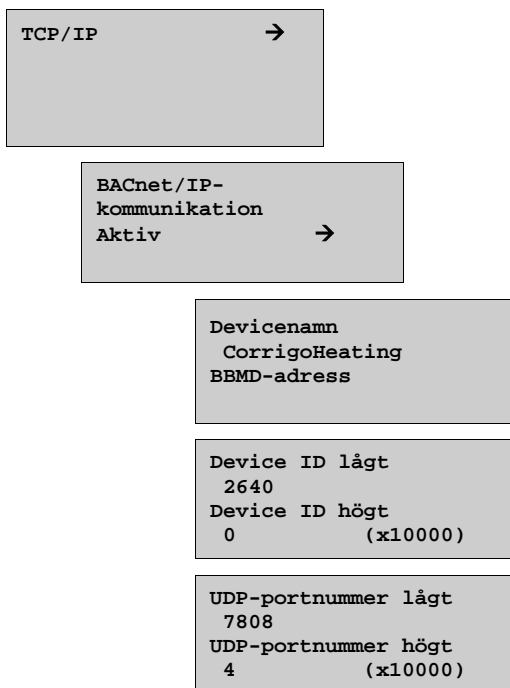 TCP/IP →
BACnet/IP-
kommunikation
Aktiv →
Devicenamn
CorrigoHeating
BBMD-adress
Device ID lågt
2640
Device ID högt
0 (x10000)
UDP-portnummer lågt
7808
UDP-portnummer högt
4 (x10000)